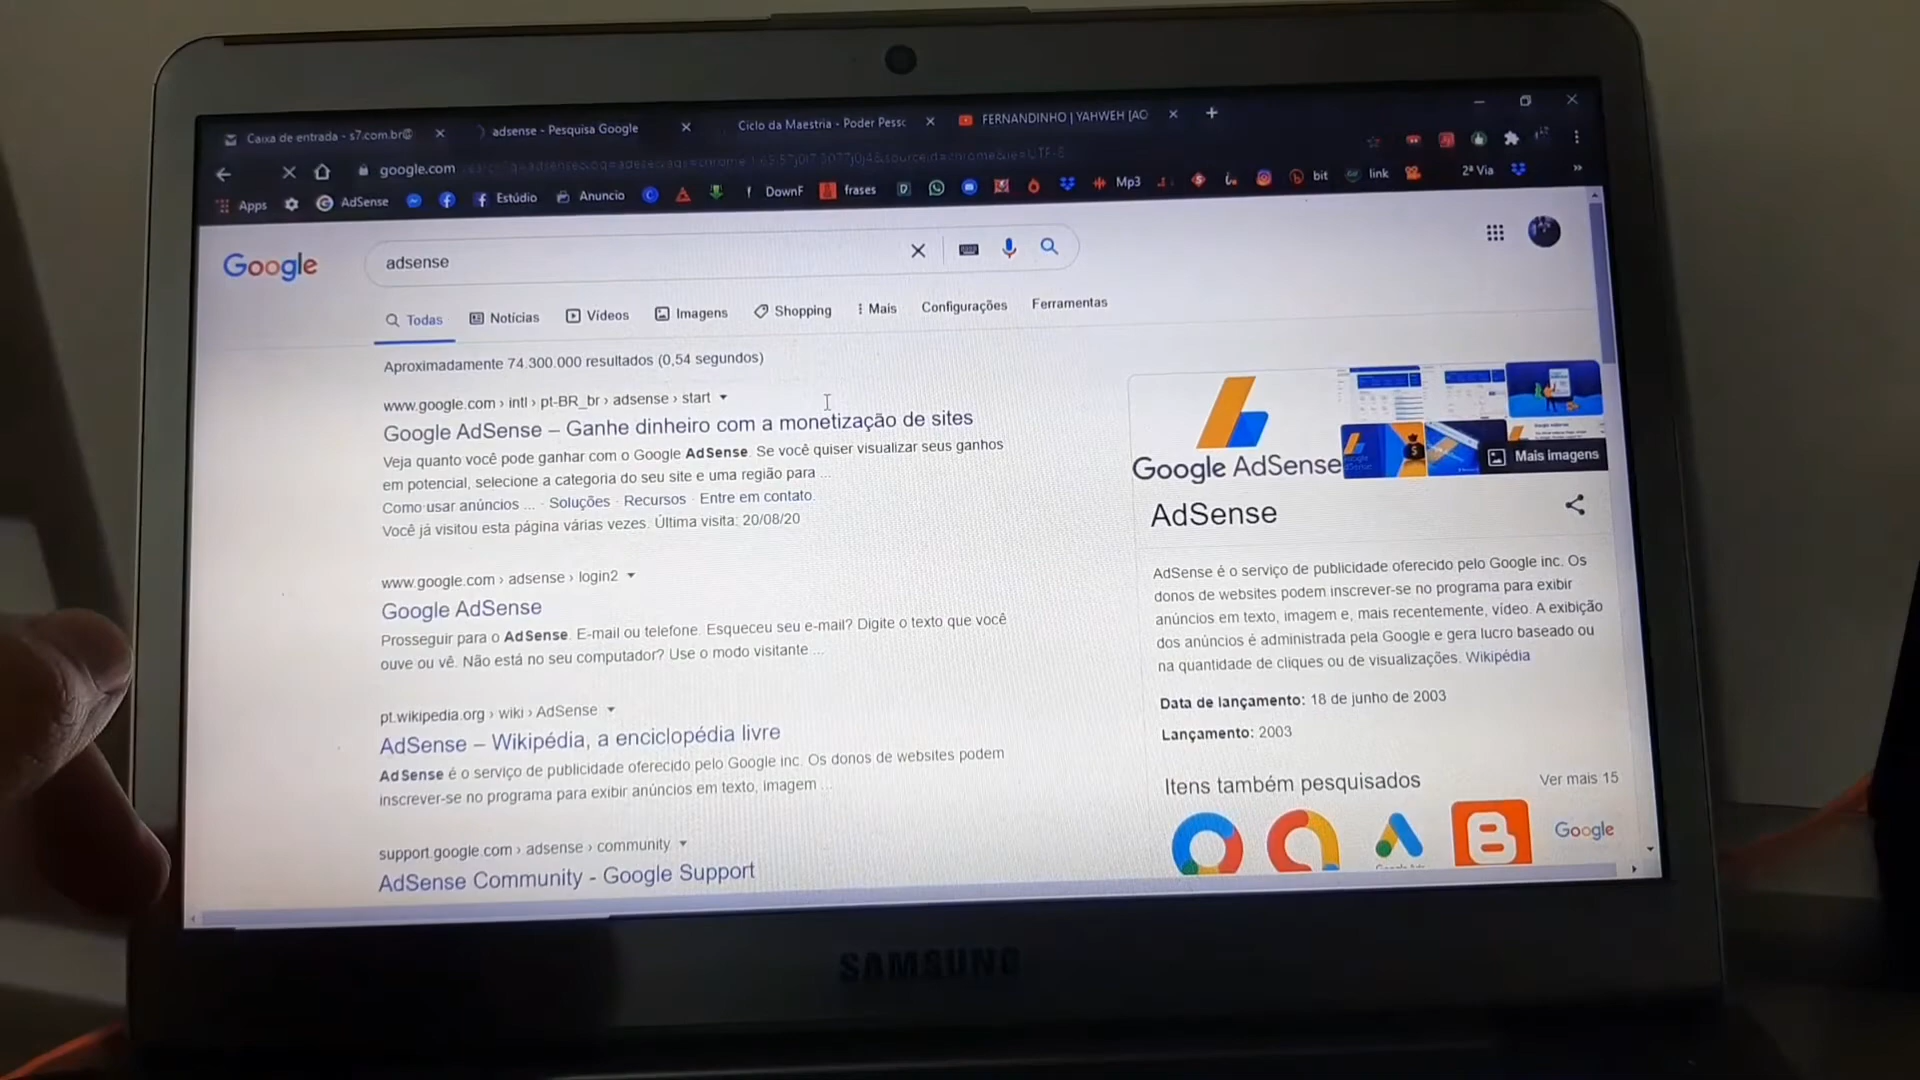 Caixa de entrada - s7.com.br@
adsense - Pesquisa Google
Ciclo da Maestria - Poder Pessc
FERNANDINHO | YAHWEH [AO
google.com
Apps
AdSense
Estúdio
Anuncio
DownF
frases
Mp3
bit
link
2ª Via
Google
adsense
Todas
Notícias
Vídeos
Imagens
Shopping
Mais
Configurações
Ferramentas
Aproximadamente 74.300.000 resultados (0,54 segundos)
www.google.com › intl › pt-BR_br › adsense › start
Google AdSense – Ganhe dinheiro com a monetização de sites
Veja quanto você pode ganhar com o Google AdSense. Se você quiser visualizar seus ganhos
em potencial, selecione a categoria do seu site e uma região para ...
Como usar anúncios ... · Soluções · Recursos · Entre em contato.
Você já visitou esta página várias vezes. Última visita: 20/08/20
www.google.com › adsense › login2
Google AdSense
Prosseguir para o AdSense. E-mail ou telefone. Esqueceu seu e-mail? Digite o texto que você
ouve ou vê. Não está no seu computador? Use o modo visitante ...
pt.wikipedia.org › wiki › AdSense
AdSense – Wikipédia, a enciclopédia livre
AdSense é o serviço de publicidade oferecido pelo Google inc. Os donos de websites podem
inscrever-se no programa para exibir anúncios em texto, imagem ...
support.google.com › adsense › community
AdSense Community - Google Support
Google AdSense
Mais imagens
AdSense
AdSense é o serviço de publicidade oferecido pelo Google inc. Os
donos de websites podem inscrever-se no programa para exibir
anúncios em texto, imagem e, mais recentemente, vídeo. A exibição
dos anúncios é administrada pela Google e gera lucro baseado ou
na quantidade de cliques ou de visualizações. Wikipédia
Data de lançamento: 18 de junho de 2003
Lançamento: 2003
Itens também pesquisados
Ver mais 15
Google
SAMSUNG